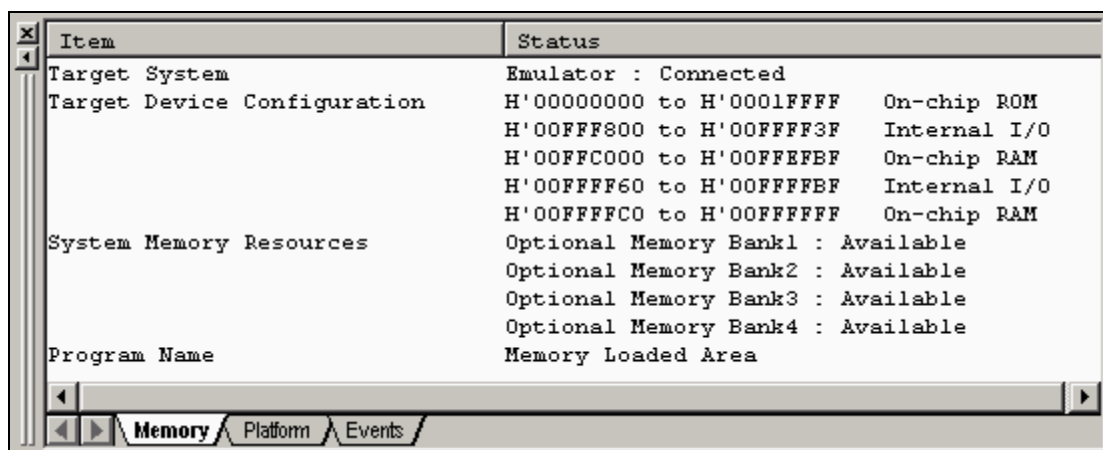 Item Status
Target System Emulator : Connected
Target Device Configuration H'00000000 to H'0001FFFF On-chip ROM
H'00FFF800 to H'00FFFF3F Internal I/O
H'00FFC000 to H'00FFEFBF On-chip RAM
H'00FFFF60 to H'00FFFFBF Internal I/O
H'00FFFFC0 to H'00FFFFFF On-chip RAM
System Memory Resources Optional Memory Bank1 : Available
Optional Memory Bank2 : Available
Optional Memory Bank3 : Available
Optional Memory Bank4 : Available
Program Name Memory Loaded Area
Memory Platform Events